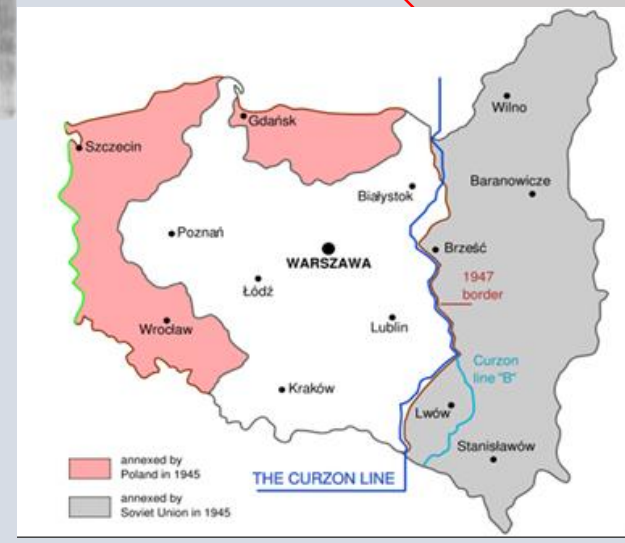 Wilno
Gdańsk
Szczecin
Baranowicze
Białystok
Poznań
Brześć
WARSZAWA
1947
border
Łódź
Wrocław
Lublin
Curzon
line "B"
Kraków
Lwów
Stanisławów
annexed by
Poland in 1945
THE CURZON LINE
annexed by
Soviet Union in 1945